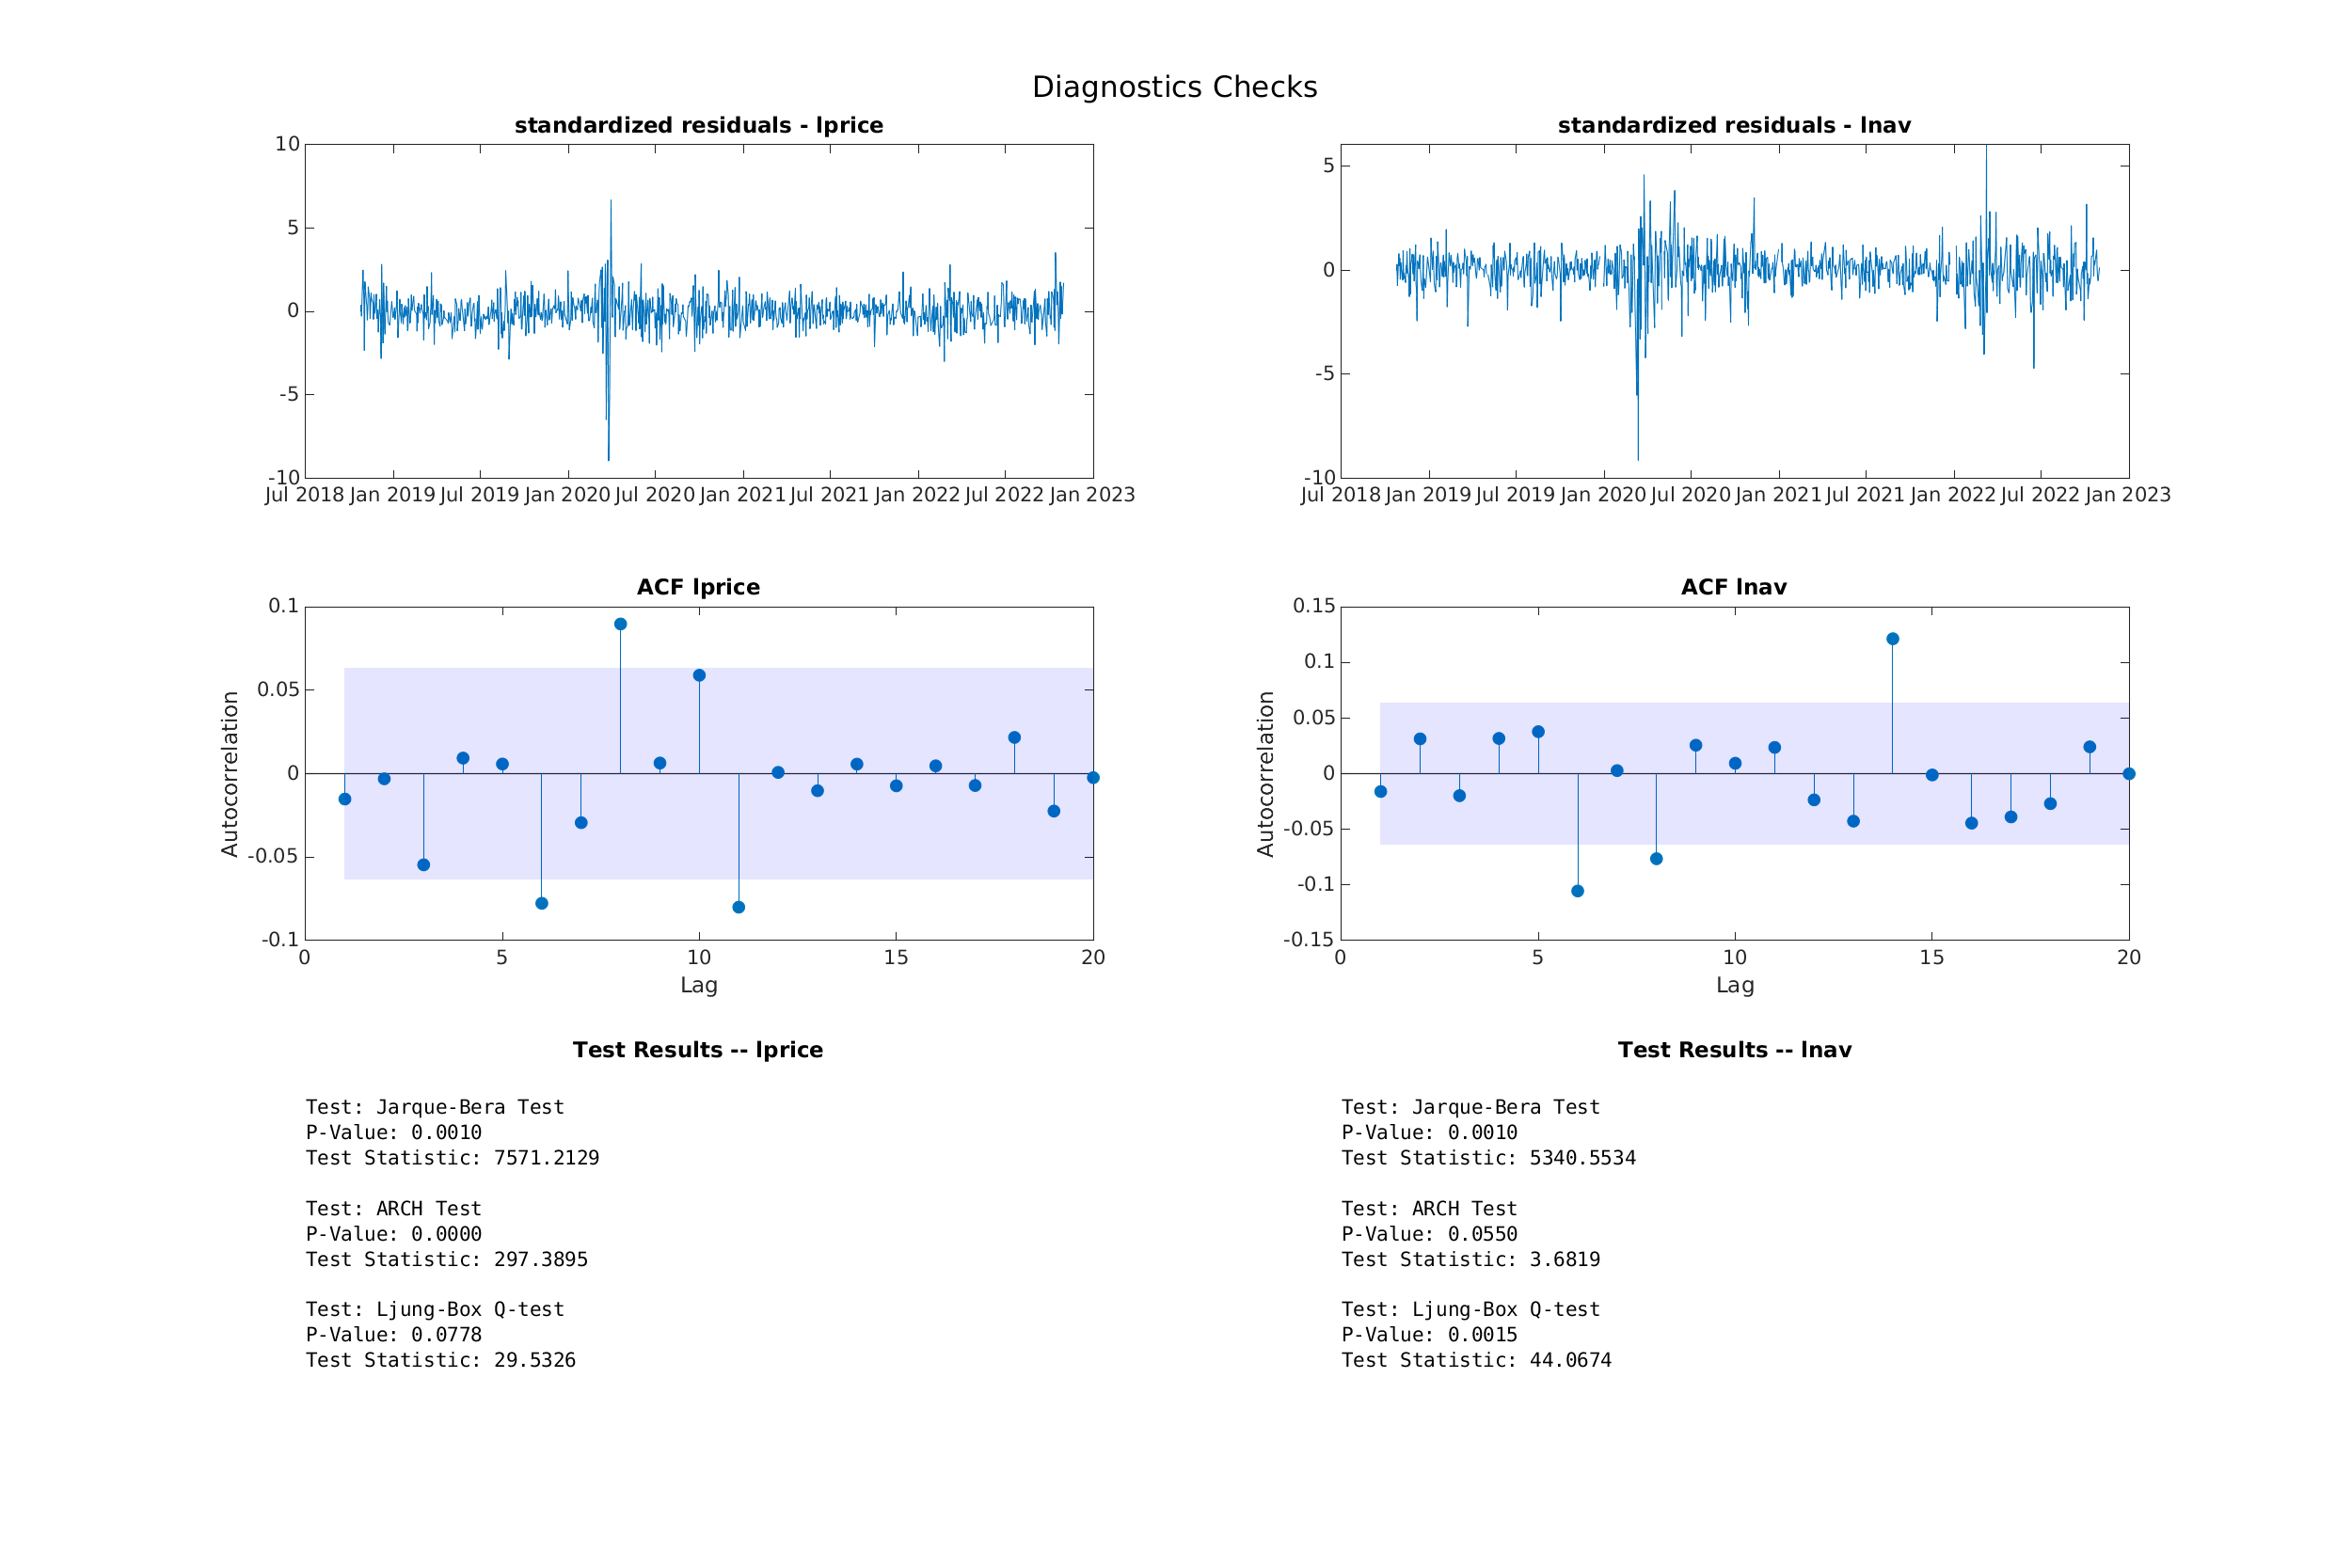 Diagnostics Checks
standardized residuals - lprice
10
5
0
-5
-10
Jul 2018 Jan 2019 Jul 2019 Jan 2020 Jul 2020 Jan 2021 Jul 2021 Jan 2022 Jul 2022 Jan 2023
standardized residuals - lnav
5
0
-5
-10
Jul 2018 Jan 2019 Jul 2019 Jan 2020 Jul 2020 Jan 2021 Jul 2021 Jan 2022 Jul 2022 Jan 2023
ACF lprice
Autocorrelation
0.1
0.05
0
-0.05
-0.1
0 5 10 15 20
Lag
ACF lnav
Autocorrelation
0.15
0.1
0.05
0
-0.05
-0.1
-0.15
0 5 10 15 20
Lag
Test Results -- lprice
Test: Jarque-Bera Test
P-Value: 0.0010
Test Statistic: 7571.2129
Test: ARCH Test
P-Value: 0.0000
Test Statistic: 297.3895
Test: Ljung-Box Q-test
P-Value: 0.0778
Test Statistic: 29.5326
Test Results -- lnav
Test: Jarque-Bera Test
P-Value: 0.0010
Test Statistic: 5340.5534
Test: ARCH Test
P-Value: 0.0550
Test Statistic: 3.6819
Test: Ljung-Box Q-test
P-Value: 0.0015
Test Statistic: 44.0674